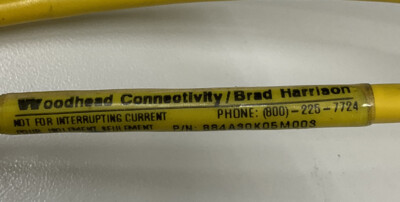 Woodhead Connectivity/Brad Harrison
NOT FOR INTERRUPTING CURRENT PHONE: (800)-225-7724
P/N: 884A30K05M003